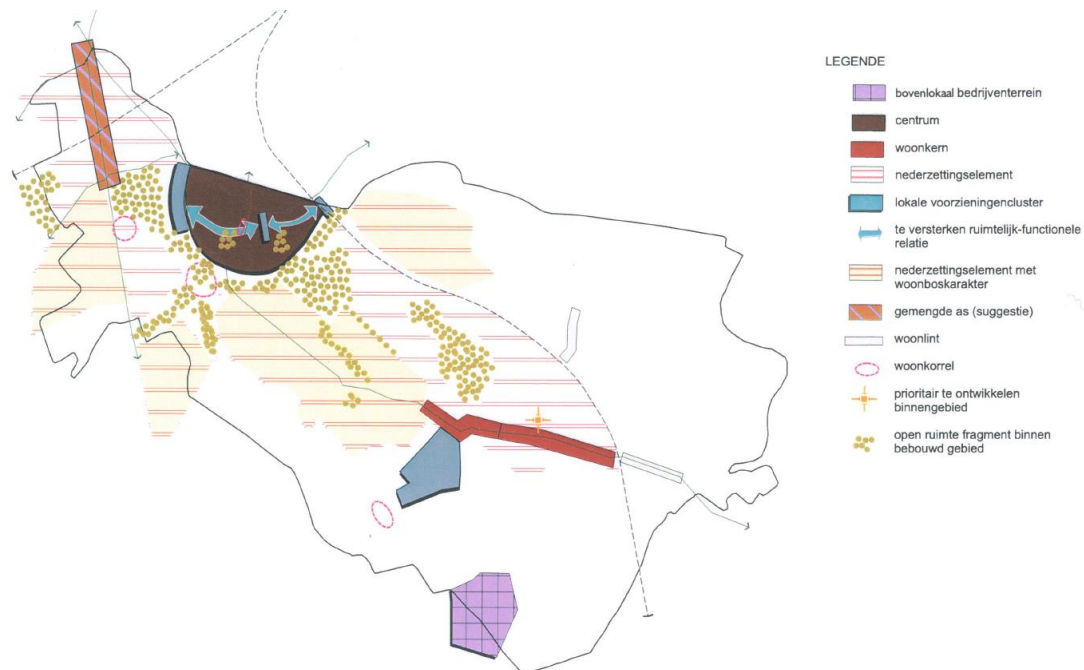 LEGENDE
bovenlokaal bedrijventerrein
centrum
woonkern
nederzettingselement
lokale voorzieningencluster
te versterken ruimtelijk-functionele
relatie
nederzettingselement met
woonboskarakter
gemengde as (suggestie)
woonlint
woonkorrel
prioritair te ontwikkelen
binnengebied
open ruimte fragment binnen
bebouwd gebied